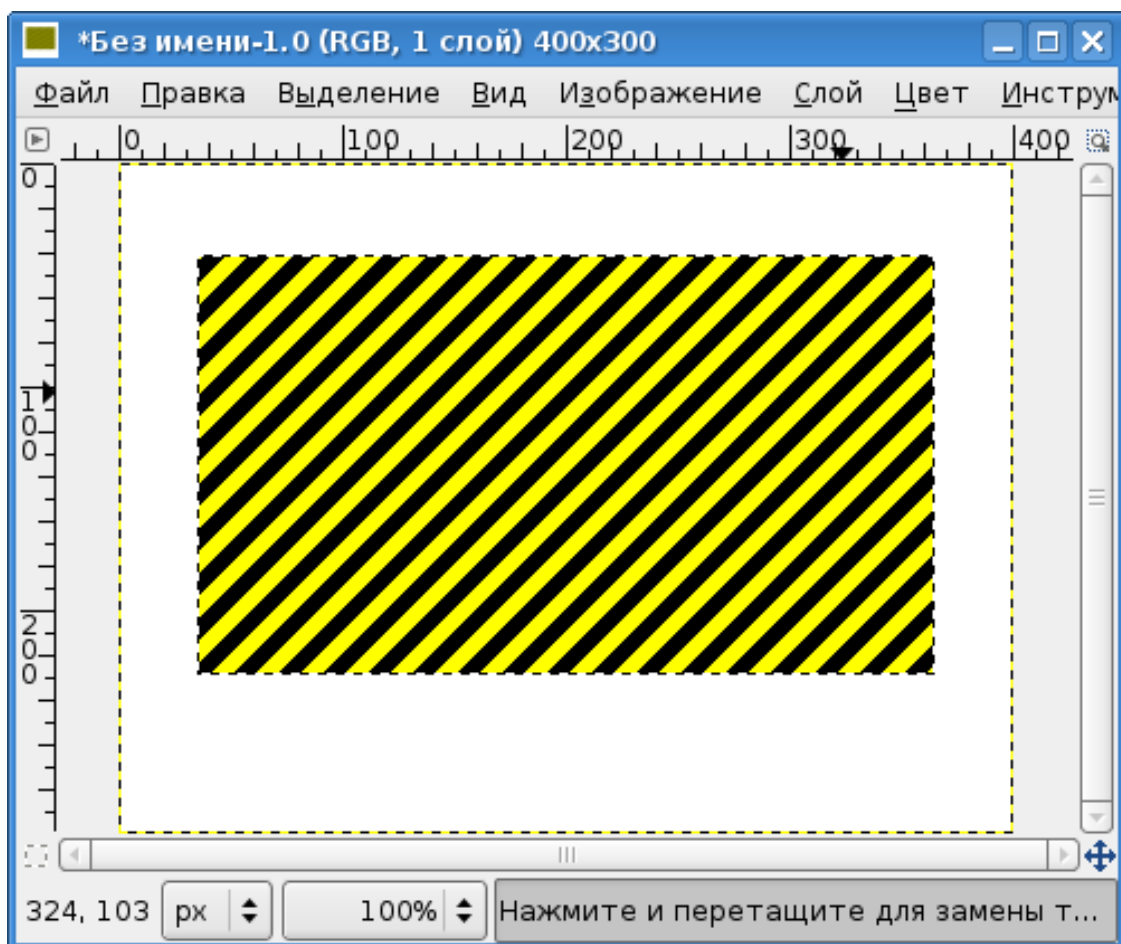 *Без имени-1.0 (RGB, 1 слой) 400x300
Файл Правка Выделение Вид Изображение Слой Цвет Инструм
0 100 200 300 400
0
100
200
324, 103 px 100% Нажмите и перетащите для замены т...